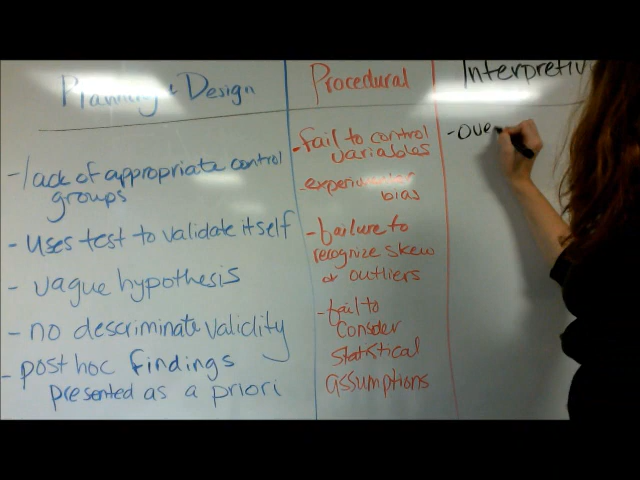 Planning + Design
- lack of appropriate control
groups
- uses test to validate itself
- vague hypothesis
- no descriminate validity
- post hoc findings
presented as a priori
Procedural
- fail to control
variables
- experimenter
bias
- failure to
recognize skew
or outliers
- fail to
Consder
statistical
assumptions
Interpretiv
- ove